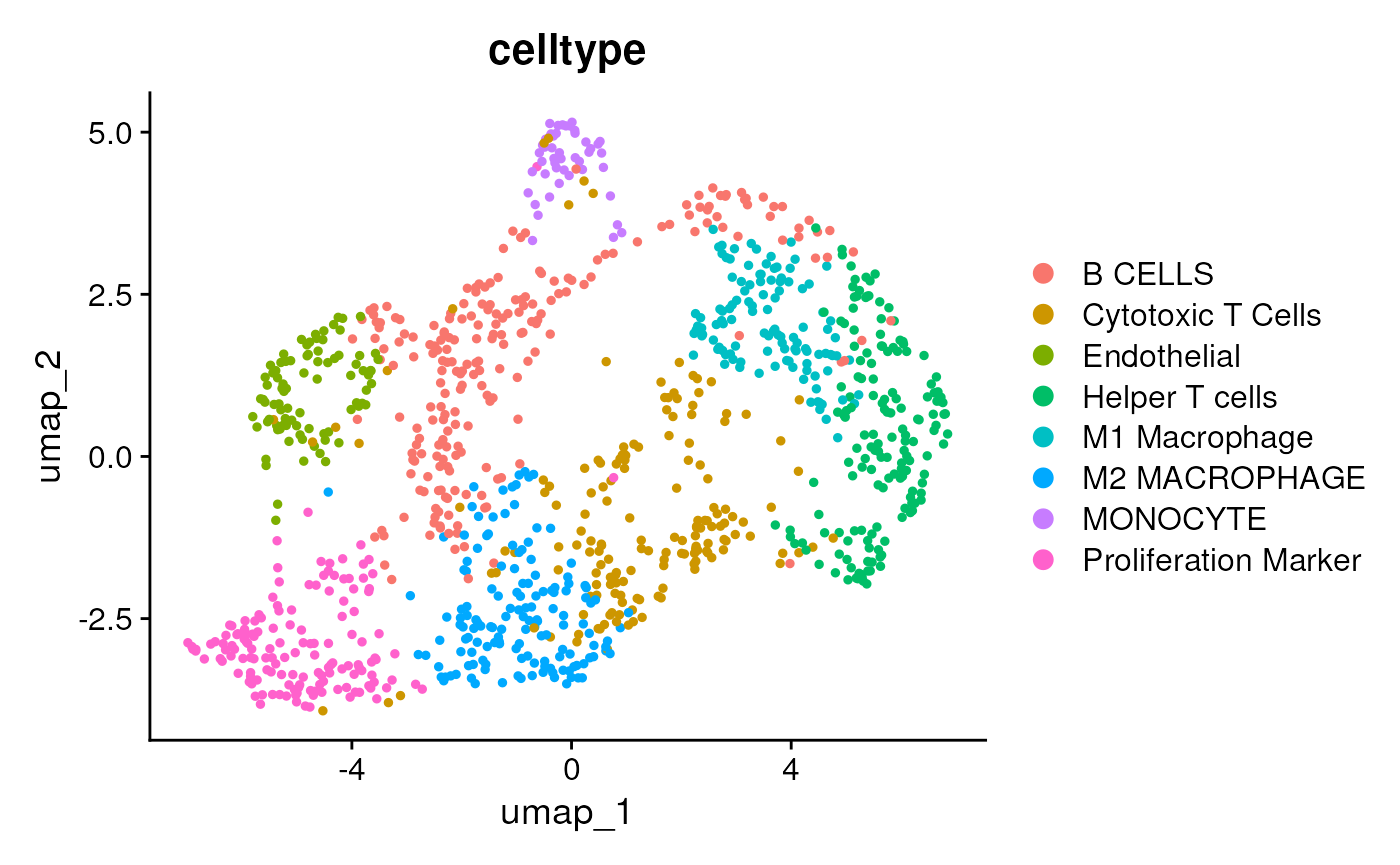 celltype
5.0
2.5
0.0
-2.5
umap_2
-4
0
4
umap_1
B CELLS
Cytotoxic T Cells
Endothelial
Helper T cells
M1 Macrophage
M2 MACROPHAGE
MONOCYTE
Proliferation Marker